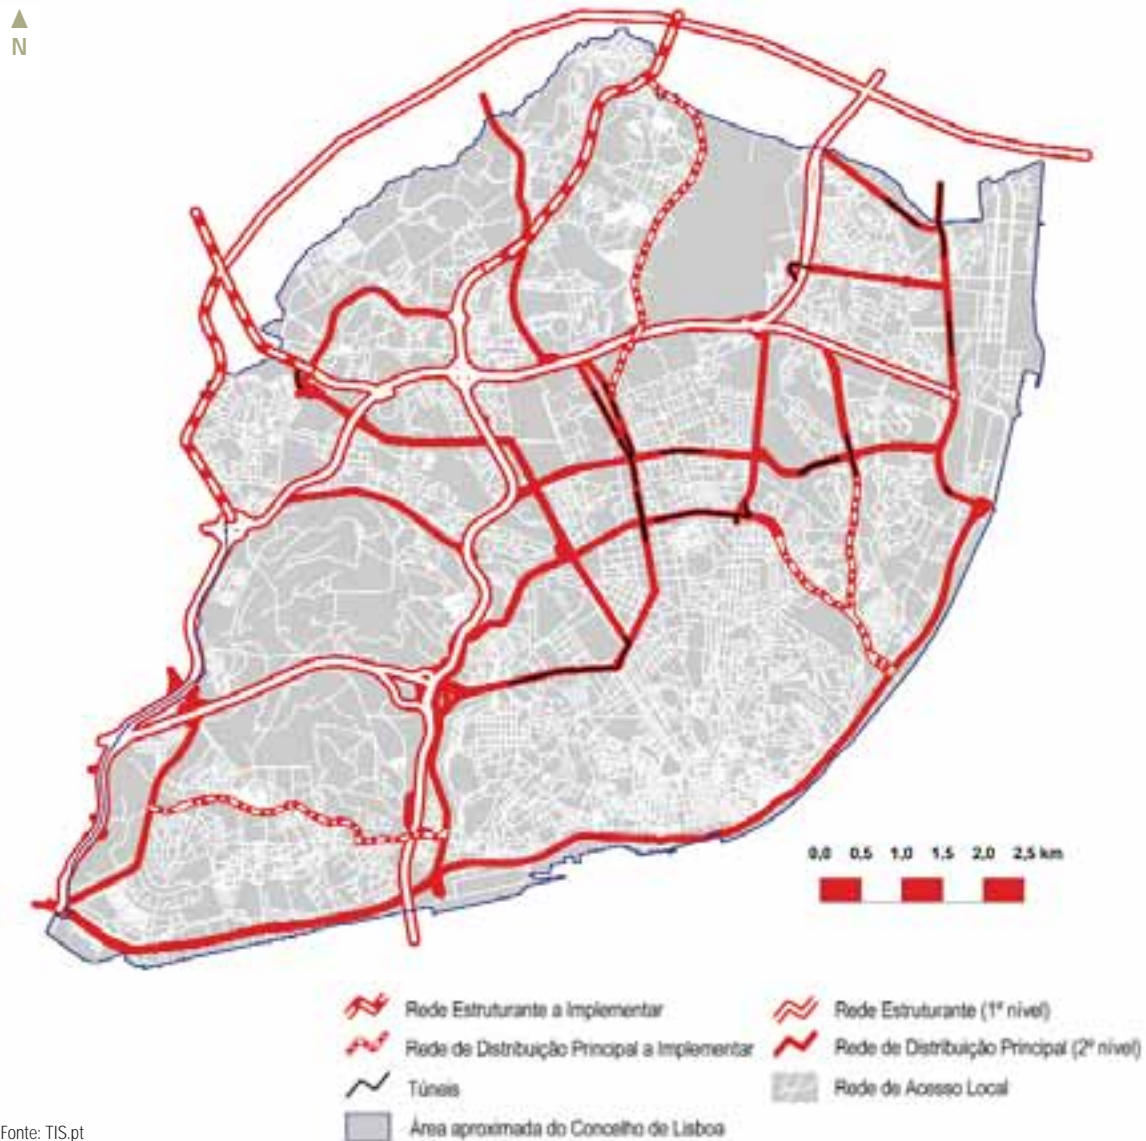 N
0,0 0,5 1,0 1,5 2,0 2,5 km
Rede Estruturante a Implementar
Rede Estruturante (1º nível)
Rede de Distribuição Principal a Implementar
Rede de Distribuição Principal (2º nível)
Túneis
Rede de Acesso Local
Área aproximada do Concelho de Lisboa
Fonte: TIS.pt